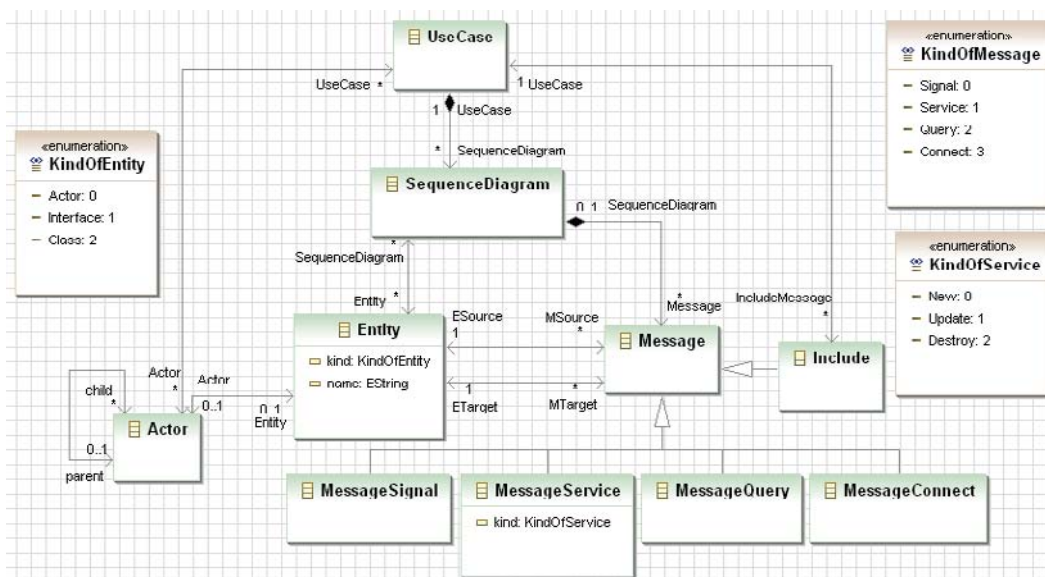 UseCase
UseCase *
1 UseCase
1 UseCase
* SequenceDiagram
«enumeration»
KindOfMessage
Signal: 0
Service: 1
Query: 2
Connect: 3
«enumeration»
KindOfEntity
Actor: 0
Interface: 1
Class: 2
SequenceDiagram
0..1 SequenceDiagram
*
SequenceDiagram
Entity *
«enumeration»
KindOfService
New: 0
Update: 1
Destroy: 2
*
Message
IncludeMessage
*
ESource
1
MSource
*
Entity
kind: KindOfEntity
name: EString
Message
Include
1
ETarget
*
MTarget
Actor
*
Actor
0..1
0..1
Entity
child
*
Actor
0..1
parent
MessageSignal
MessageService
kind: KindOfService
MessageQuery
MessageConnect